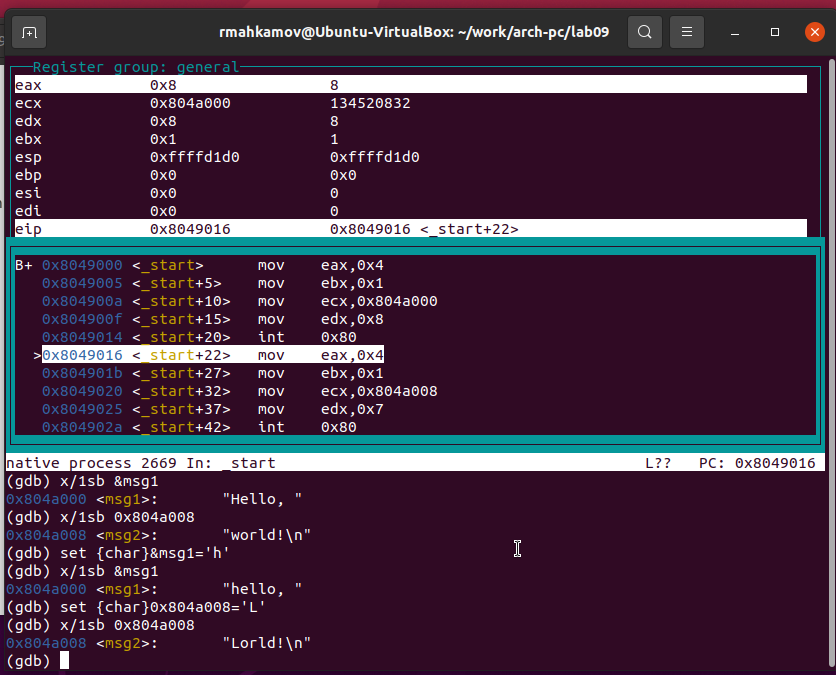 rmahkamov@Ubuntu-VirtualBox: ~/work/arch-pc/lab09
Register group: general
eax 0x8 8
ecx 0x804a000 134520832
edx 0x8 8
ebx 0x1 1
esp 0xffffd1d0 0xffffd1d0
ebp 0x0 0x0
esi 0x0 0
edi 0x0 0
eip 0x8049016 0x8049016 <_start+22>
B+ 0x8049000 <_start> mov eax,0x4
0x8049005 <_start+5> mov ebx,0x1
0x804900a <_start+10> mov ecx,0x804a000
0x804900f <_start+15> mov edx,0x8
0x8049014 <_start+20> int 0x80
>0x8049016 <_start+22> mov eax,0x4
0x804901b <_start+27> mov ebx,0x1
0x8049020 <_start+32> mov ecx,0x804a008
0x8049025 <_start+37> mov edx,0x7
0x804902a <_start+42> int 0x80
native process 2669 In: _start L?? PC: 0x8049016
(gdb) x/1sb &msg1
0x804a000 <msg1>: "Hello, "
(gdb) x/1sb 0x804a008
0x804a008 <msg2>: "world!\n"
(gdb) set {char}&msg1='h'
(gdb) x/1sb &msg1
0x804a000 <msg1>: "hello, "
(gdb) set {char}0x804a008='L'
(gdb) x/1sb 0x804a008
0x804a008 <msg2>: "Lorld!\n"
(gdb)